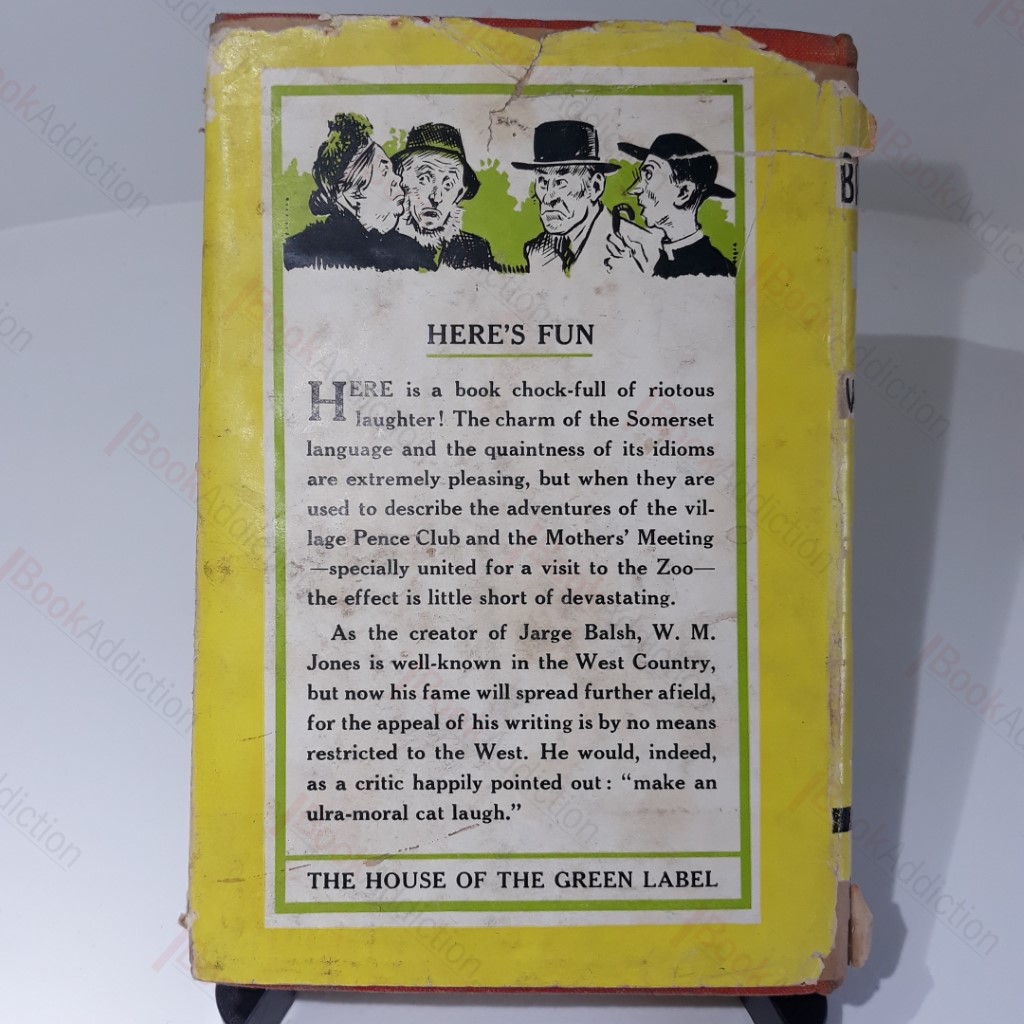 HERE'S FUN
HERE is a book chock-full of riotous
laughter! The charm of the Somerset
language and the quaintness of its idioms
are extremely pleasing, but when they are
used to describe the adventures of the vil-
lage Pence Club and the Mothers' Meeting
—specially united for a visit to the Zoo—
the effect is little short of devastating.
As the creator of Jarge Balsh, W. M.
Jones is well-known in the West Country,
but now his fame will spread further afield,
for the appeal of his writing is by no means
restricted to the West. He would, indeed,
as a critic happily pointed out: “make an
ulra-moral cat laugh.”
THE HOUSE OF THE GREEN LABEL
BookAddiction